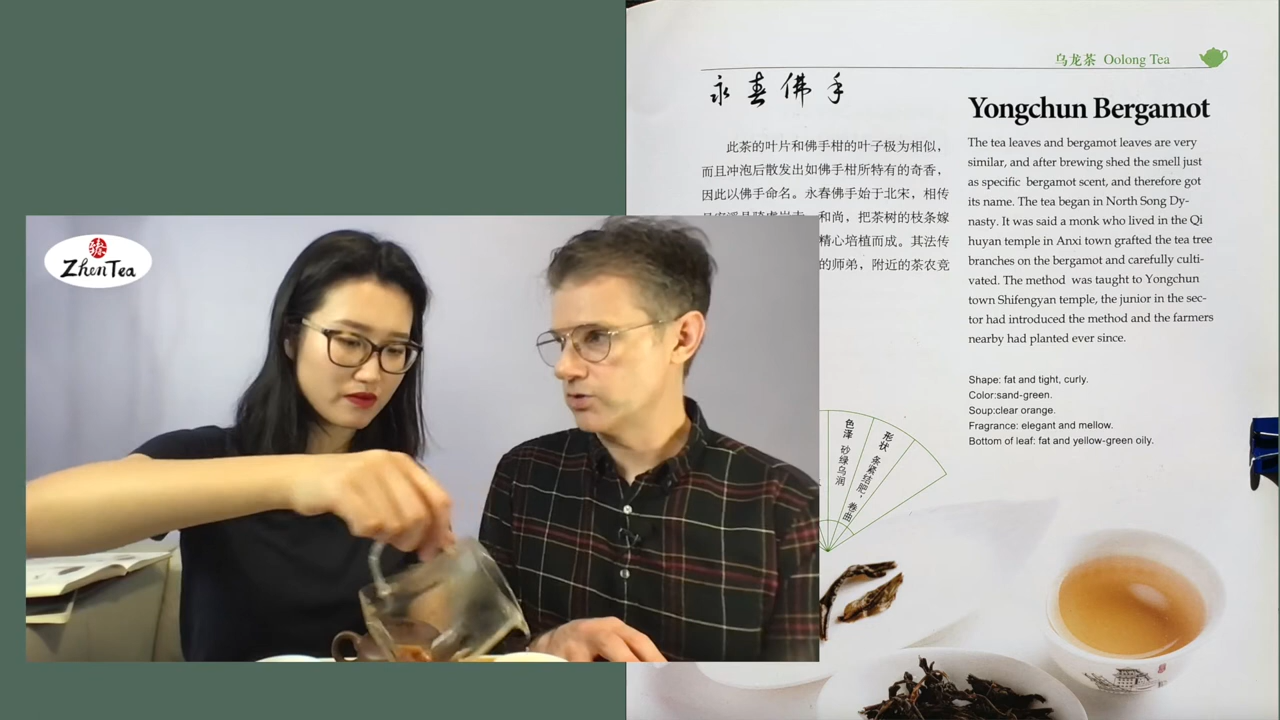 臻
Zhen Tea
乌龙茶 Oolong Tea
永春佛手
此茶的叶片和佛手柑的叶子极为相似，
而且冲泡后散发出如佛手柑所特有的奇香，
因此以佛手命名。永春佛手始于北宋，相传
和尚，把茶树的枝条嫁
精心培植而成。其法传
的师弟，附近的茶农竞
色泽 砂绿乌润
形状 条紧结肥，卷曲
Yongchun Bergamot
The tea leaves and bergamot leaves are very
similar, and after brewing shed the smell just
as specific bergamot scent, and therefore got
its name. The tea began in North Song Dy-
nasty. It was said a monk who lived in the Qi
huyan temple in Anxi town grafted the tea tree
branches on the bergamot and carefully culti-
vated. The method was taught to Yongchun
town Shifengyan temple, the junior in the sec-
tor had introduced the method and the farmers
nearby had planted ever since.
Shape: fat and tight, curly.
Color:sand-green.
Soup:clear orange.
Fragrance: elegant and mellow.
Bottom of leaf: fat and yellow-green oily.